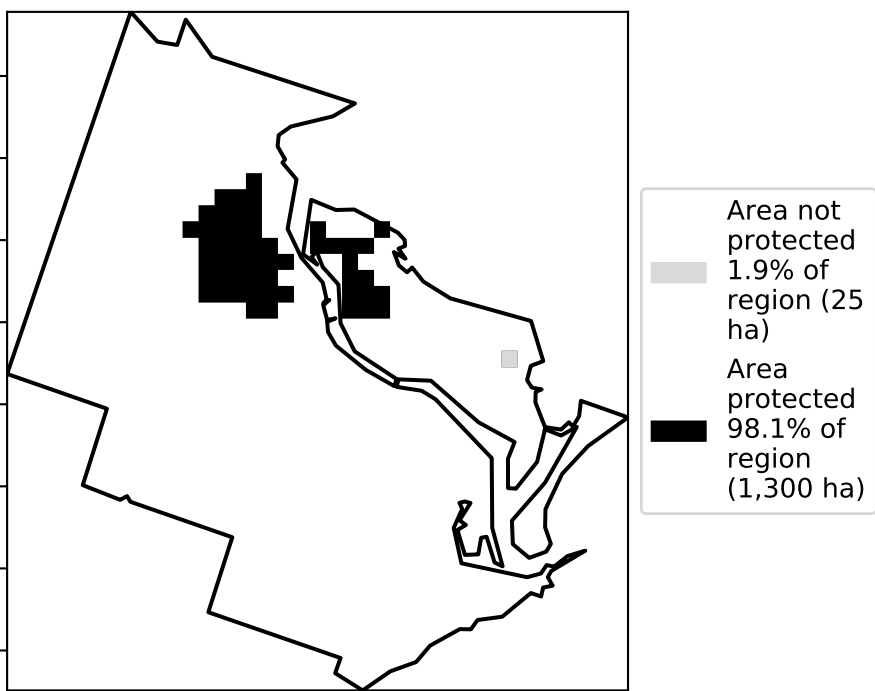 Area not
protected
1.9% of
region (25
ha)
Area
protected
98.1% of
region
(1,300 ha)